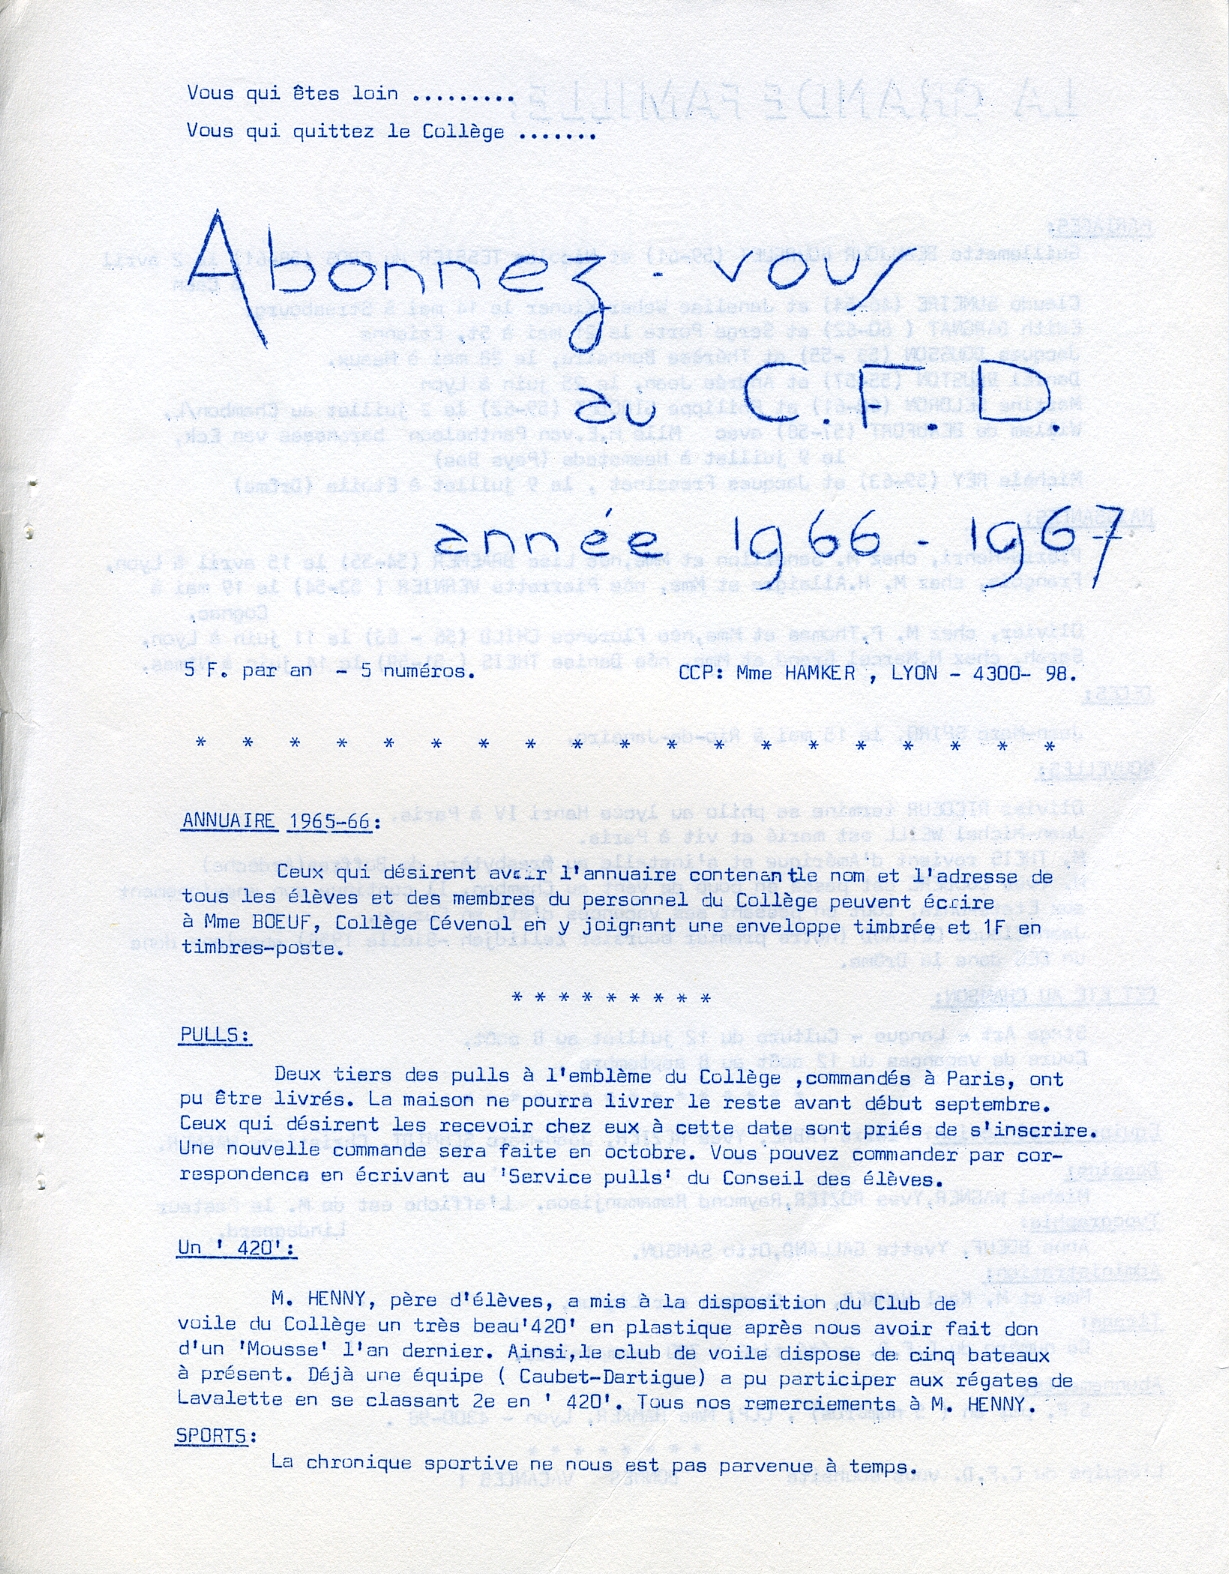 Vous qui êtes loin .........
Vous qui quittez le Collège .......
Abonnez-vous
au C.F.D.
année 1966-1967
5 F. par an - 5 numéros. CCP: Mme HAMKER , LYON - 4300- 98.
* * * * * * * * * * * * * * * * * * *
ANNUAIRE 1965-66:
Ceux qui désirent avoir l'annuaire contenantle nom et l'adresse de
tous les élèves et des membres du personnel du Collège peuvent écrire
à Mme BOEUF, Collège Cévenol en y joignant une enveloppe timbrée et 1F en
timbres-poste.
* * * * * * * * *
PULLS:
Deux tiers des pulls à l'emblème du Collège ,commandés à Paris, ont
pu être livrés. La maison ne pourra livrer le reste avant début septembre.
Ceux qui désirent les recevoir chez eux à cette date sont priés de s'inscrire.
Une nouvelle commande sera faite en octobre. Vous pouvez commander par cor-
respondence en écrivant au 'Service pulls' du Conseil des élèves.
Un ' 420':
M. HENNY, père d'élèves, a mis à la disposition du Club de
voile du Collège un très beau'420' en plastique après nous avoir fait don
d'un 'Mousse' l'an dernier. Ainsi,le club de voile dispose de cinq bateaux
à présent. Déjà une équipe ( Caubet-Dartigue) a pu participer aux régates de
Lavalette en se classant 2e en ' 420'. Tous nos remerciements à M. HENNY.
SPORTS:
La chronique sportive ne nous est pas parvenue à temps.